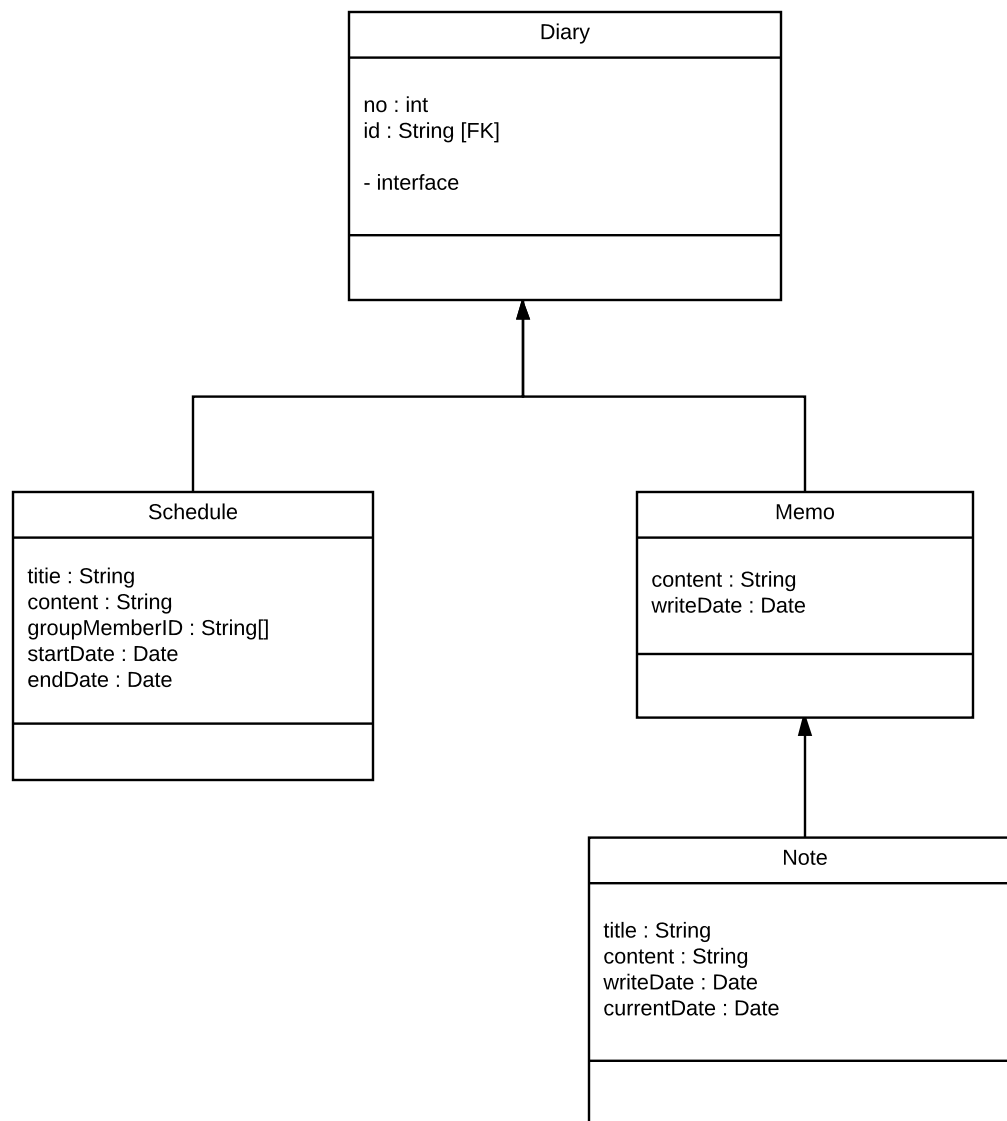 Diary
no : int
id : String [FK]
- interface
Schedule
titie : String
content : String
groupMemberID : String[]
startDate : Date
endDate : Date
Memo
content : String
writeDate : Date
Note
title : String
content : String
writeDate : Date
currentDate : Date